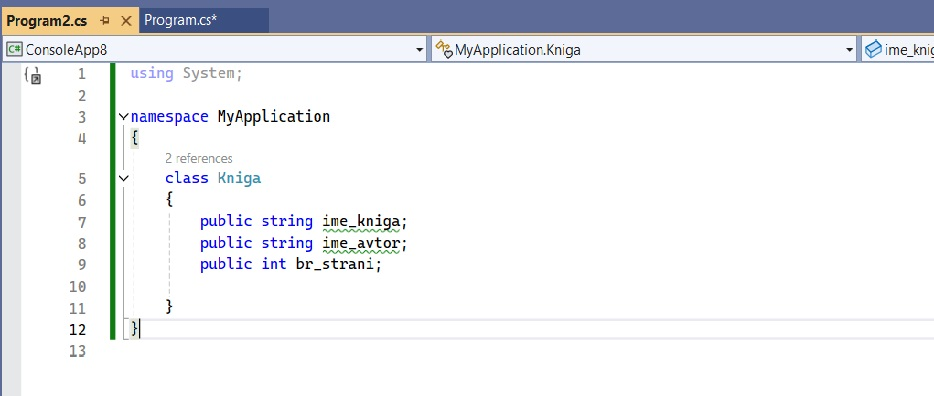 Program2.cs Program.cs*
C# ConsoleApp8 MyApplication.Kniga
1 using System;
2
3 namespace MyApplication
4 {
2 references
5 class Kniga
6 {
7 public string ime_kniga;
8 public string ime_avtor;
9 public int br_strani;
10
11 }
12 }
13